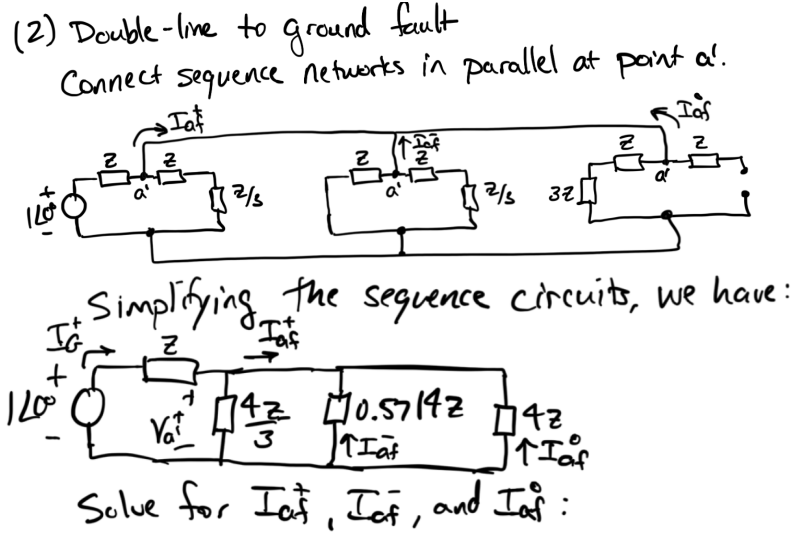 (2) Double-line to ground fault
Connect sequence networks in parallel at point a'.
Iaf+ Iaf- Iaf0
Z Z Z Z Z Z
a' a' a'
1∠0° + - Z/3 Z/3 3Z
Simplifying the sequence circuits, we have:
IG+ Z Iaf+
1∠0° + - Va'+ + - 4Z/3 0.5714Z 4Z
Iaf- Iaf0
Solve for Iaf+, Iaf-, and Iaf0: